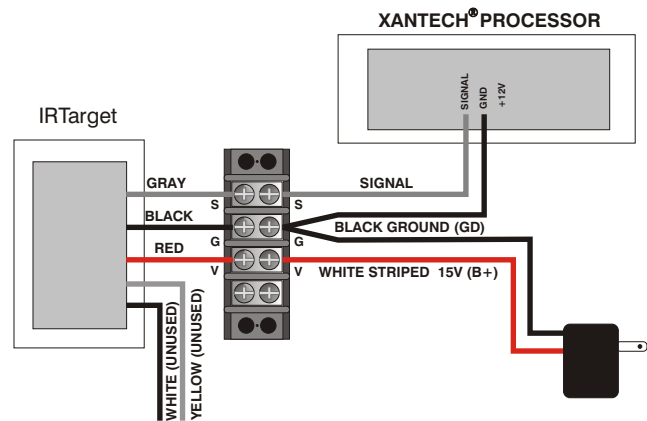 XANTECH® PROCESSOR
SIGNAL
GND
+12V
IRTarget
GRAY
S
S
SIGNAL
BLACK
G
G
BLACK GROUND (GD)
RED
V
V
WHITE STRIPED 15V (B+)
WHITE (UNUSED)
YELLOW (UNUSED)